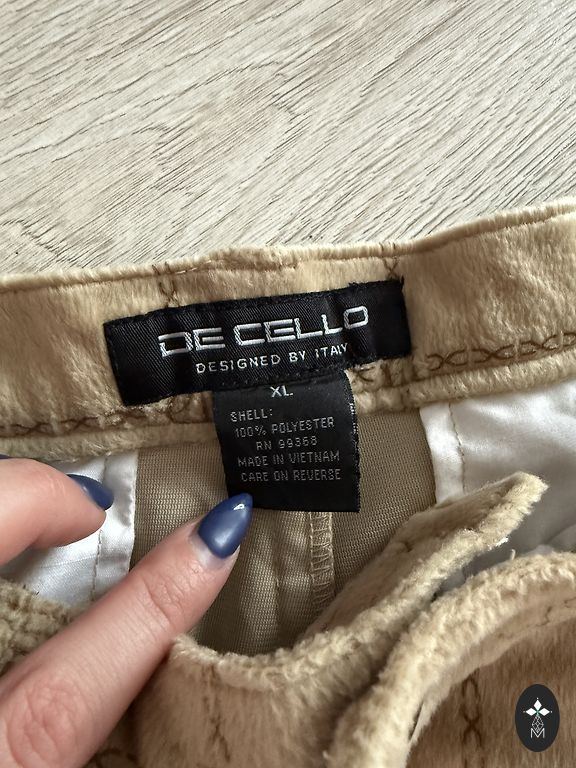 DE CELLO
DESIGNED BY ITALY
XL
SHELL:
100% POLYESTER
RN 99368
MADE IN VIETNAM
CARE ON REVERSE
M